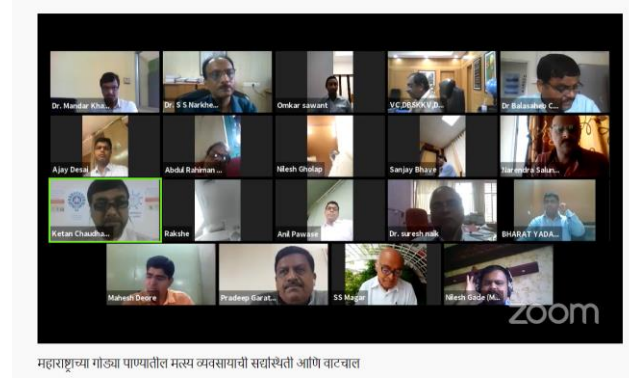 Dr. Mandar Kha...
Dr. S S Narkhe...
Omkar sawant
VC,DBSKKV,D...
Dr Balasaheb C...
Ajay Desai
Abdul Rahiman ...
Nilesh Gholap
Sanjay Bhave
Narendra Salun...
Ketan Chaudha...
Rakshe
Anil Pawase
Dr. suresh naik
BHARAT YADA...
Mahesh Deore
Pradeep Garat...
SS Magar
Nilesh Gade (M...
zoom
महाराष्ट्राच्या गोड्या पाण्यातील मत्स्य व्यवसायाची सद्यस्थिती आणि वाटचाल